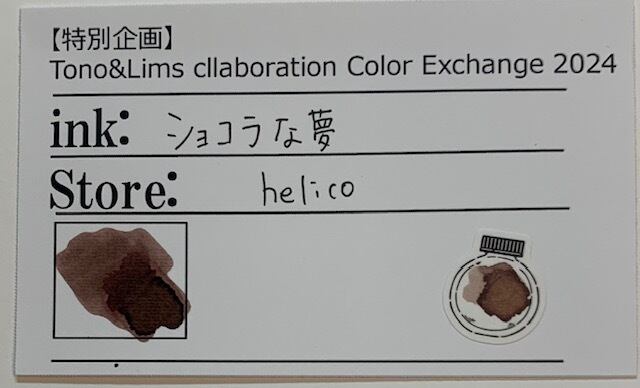 【特別企画】
Tono&Lims cllaboration Color Exchange 2024
ink: ショコラな夢
Store: helico